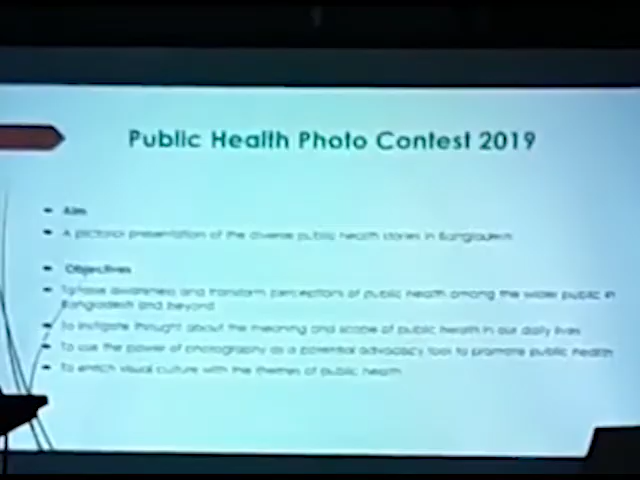 Public Health Photo Contest 2019
Aim
A pictorial presentation of the diverse public health stories in Bangladesh
Objectives
To raise awareness and transform perceptions of public health among the wider public in
Bangladesh and beyond
To instigate thought about the meaning and scope of public health in our daily lives
To use the power of photography as a potential advocacy tool to promote public health
To enrich visual culture with the themes of public health